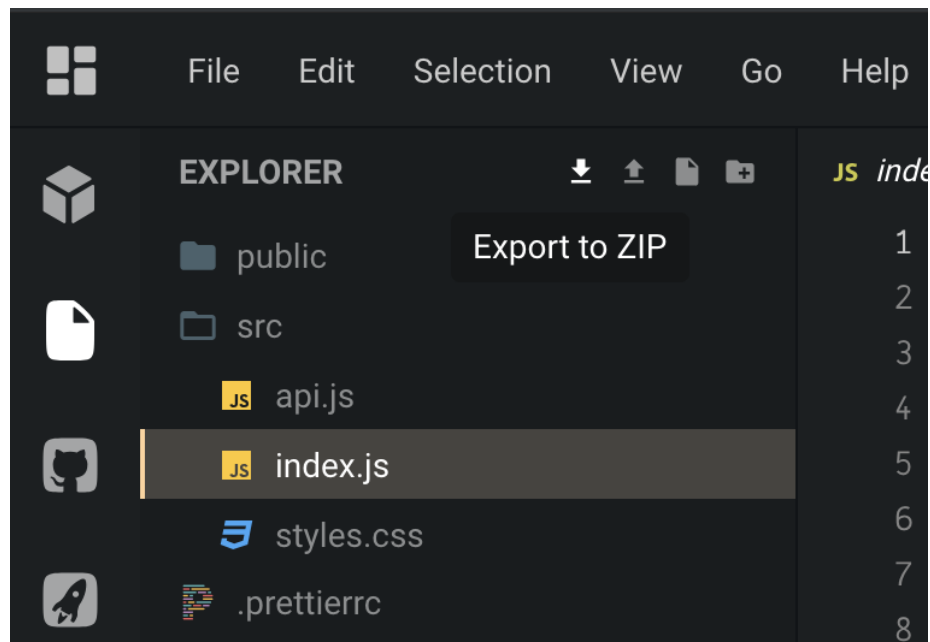 File Edit Selection View Go Help
EXPLORER
JS inde
Export to ZIP
public
src
JS api.js
JS index.js
styles.css
.prettierrc
1
2
3
4
5
6
7
8